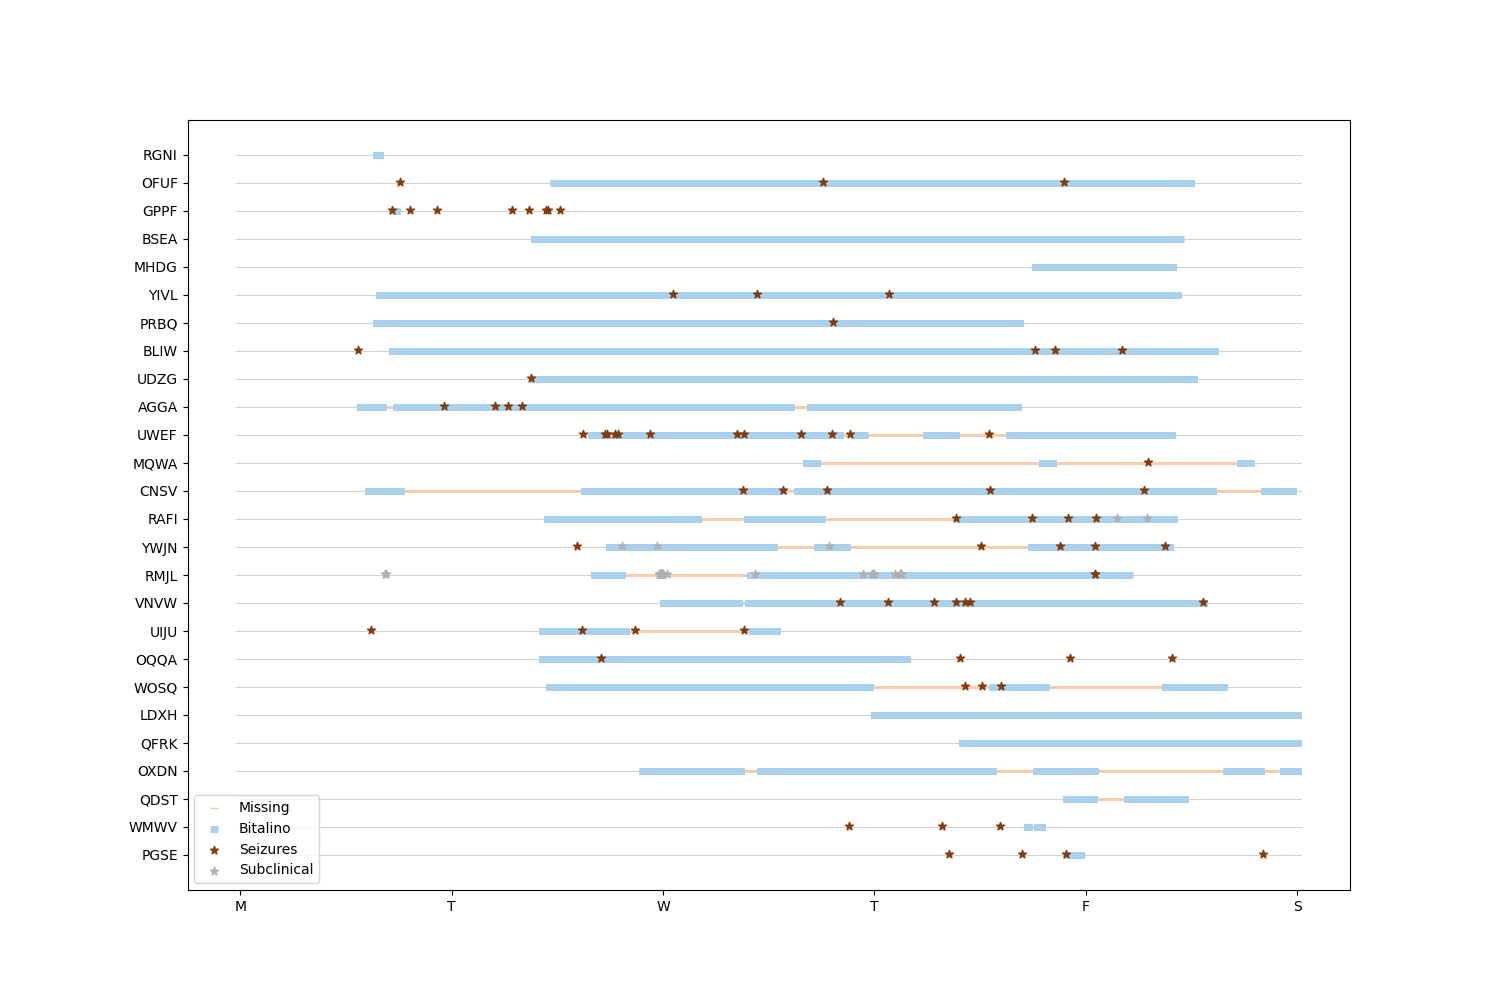 RGNI
OFUF
GPPF
BSEA
MHDG
YIVL
PRBQ
BLIW
UDZG
AGGA
UWEF
MQWA
CNSV
RAFI
YWJN
RMJL
VNVW
UIJU
OQQA
WOSQ
LDXH
QFRK
OXDN
QDST
WMWV
PGSE
Missing
Bitalino
Seizures
Subclinical
M T W T F S